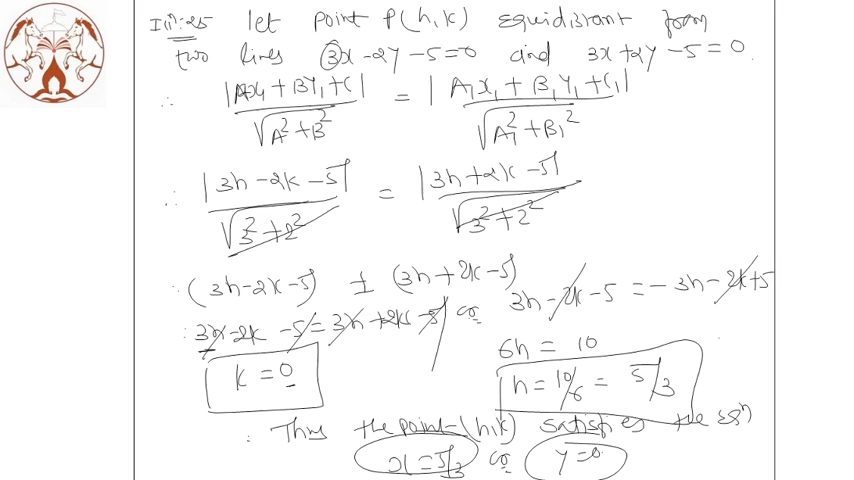 Ill:25 let point P(h,k) equidistant from
two lines 3x-2y-5=0 and 3x+2y-5=0.
∴ |Ax₁+By₁+C| / √A²+B² = |A₁x₁+B₁y₁+C₁| / √A₁²+B₁²
∴ |3h-2k-5| / √3²+2² = |3h+2k-5| / √3²+2²
∴ (3h-2k-5) ± (3h+2k-5)
∴ 3h-2k-5=3h+2k-5 or 3h-2k-5=-3h-2k+5
6h = 10
k = 0 h = 10/6 = 5/3
∴ Thus the point (h,k) satisfies the eqn
x=5/3 or y=0